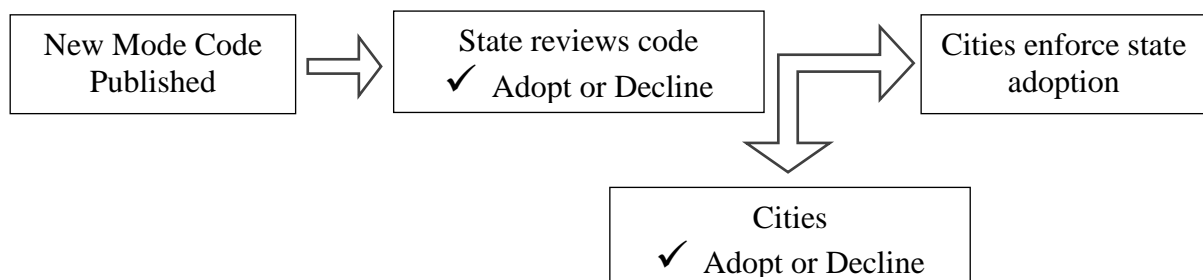 New Mode Code
Published
State reviews code
✓ Adopt or Decline
Cities enforce state
adoption
Cities
✓ Adopt or Decline